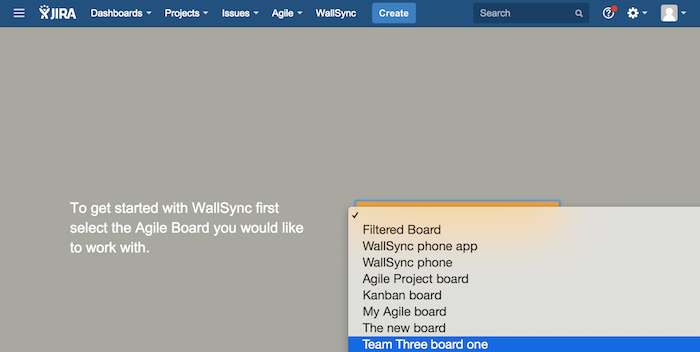 JIRA Dashboards Projects Issues Agile WallSync Create Search
To get started with WallSync first
select the Agile Board you would like
to work with.
Filtered Board
WallSync phone app
WallSync phone
Agile Project board
Kanban board
My Agile board
The new board
Team Three board one